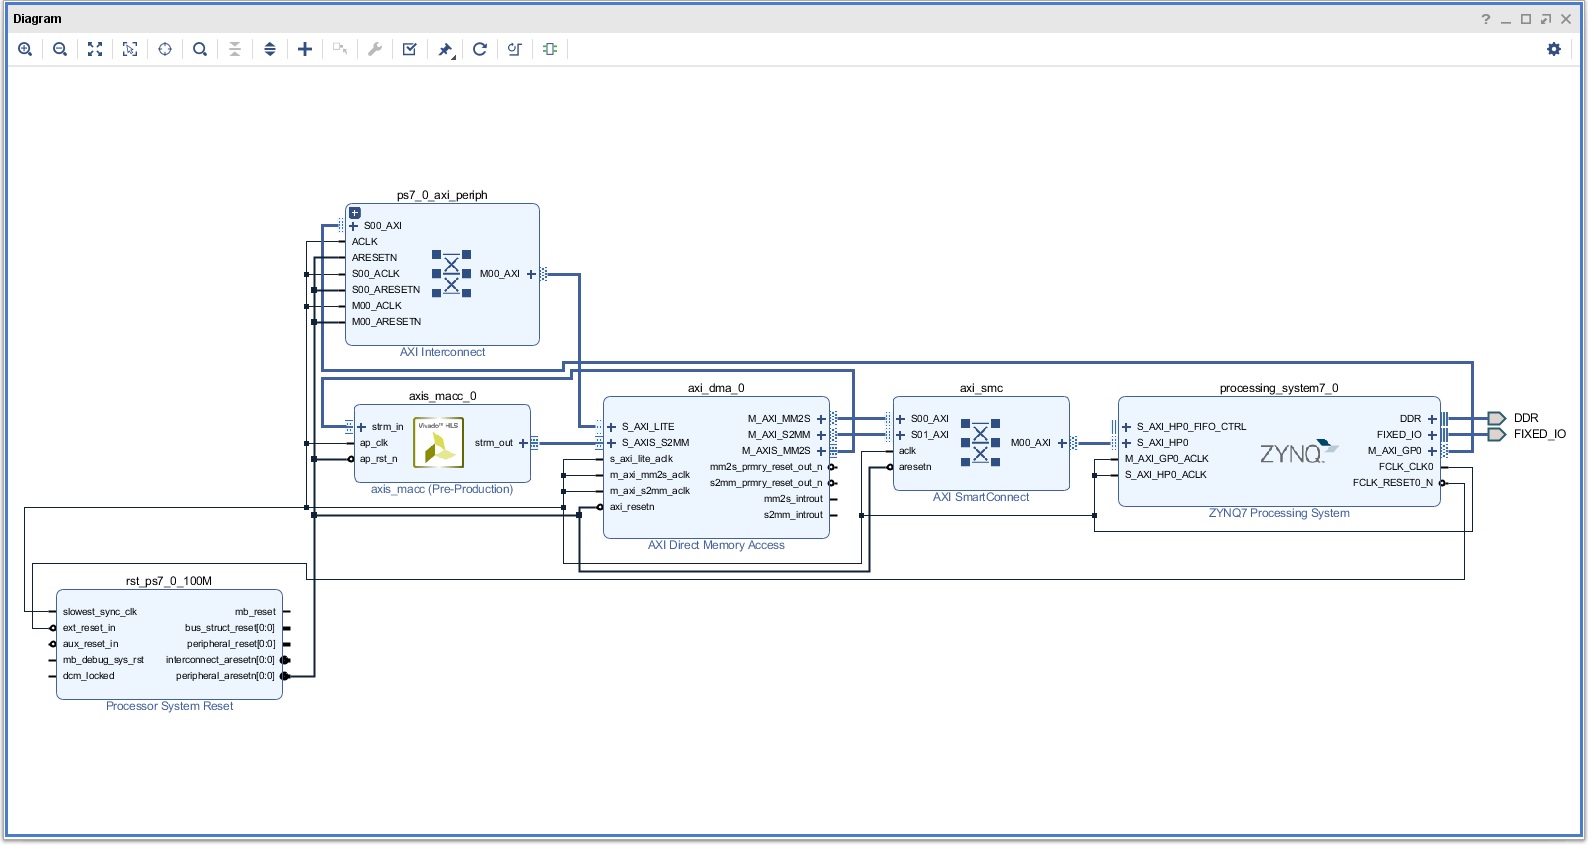 Diagram
ps7_0_axi_periph
S00_AXI
ACLK
ARESETN
S00_ACLK
M00_AXI
S00_ARESETN
M00_ACLK
M00_ARESETN
AXI Interconnect
axis_macc_0
strm_in
ap_clk
ap_rst_n
Vivado™ HLS
strm_out
axis_macc (Pre-Production)
axi_dma_0
S_AXI_LITE
S_AXIS_S2MM
s_axi_lite_aclk
m_axi_mm2s_aclk
m_axi_s2mm_aclk
axi_resetn
M_AXI_MM2S
M_AXI_S2MM
M_AXIS_MM2S
mm2s_prmry_reset_out_n
s2mm_prmry_reset_out_n
mm2s_introut
s2mm_introut
AXI Direct Memory Access
axi_smc
S00_AXI
S01_AXI
aclk
aresetn
M00_AXI
AXI SmartConnect
processing_system7_0
S_AXI_HP0_FIFO_CTRL
S_AXI_HP0
M_AXI_GP0_ACLK
S_AXI_HP0_ACLK
ZYNQ
DDR
FIXED_IO
M_AXI_GP0
FCLK_CLK0
FCLK_RESET0_N
ZYNQ7 Processing System
DDR
FIXED_IO
rst_ps7_0_100M
slowest_sync_clk
ext_reset_in
aux_reset_in
mb_debug_sys_rst
dcm_locked
mb_reset
bus_struct_reset[0:0]
peripheral_reset[0:0]
interconnect_aresetn[0:0]
peripheral_aresetn[0:0]
Processor System Reset